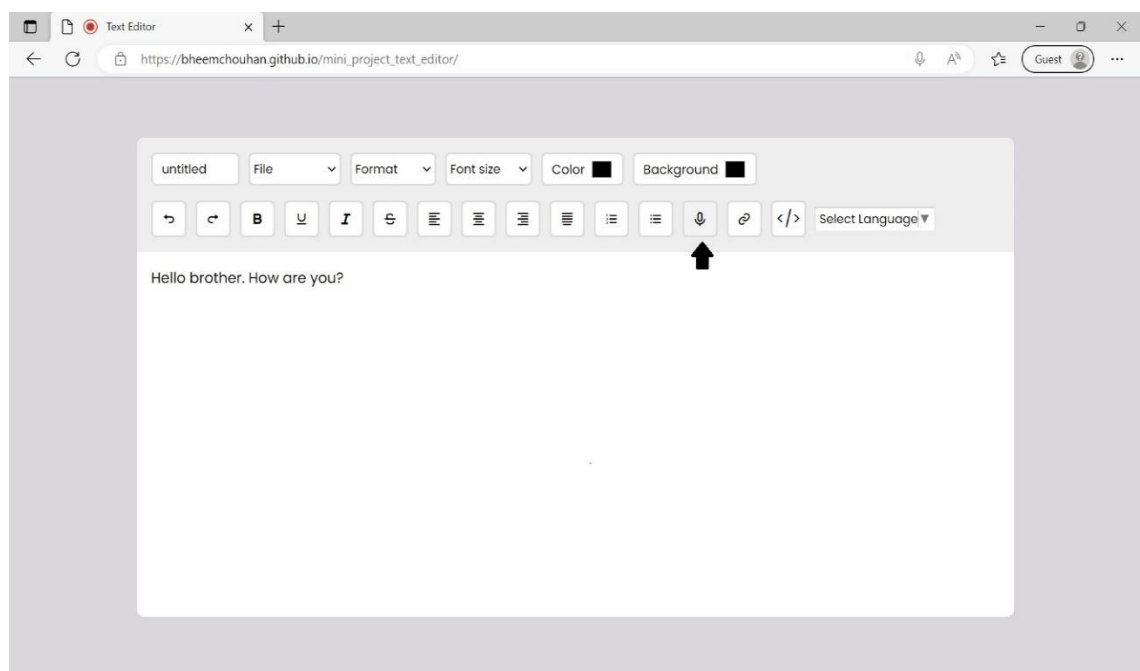 Text Editor
https://bheemchouhan.github.io/mini_project_text_editor/
Guest
untitled File Format Font size Color Background
B U I S </> Select Language▼
Hello brother. How are you?